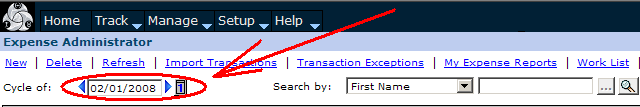 Home Track Manage Setup Help
Expense Administrator
New | Delete | Refresh | Import Transactions | Transaction Exceptions | My Expense Reports | Work List |
Cycle of: 02/01/2008 1 Search by: First Name ...